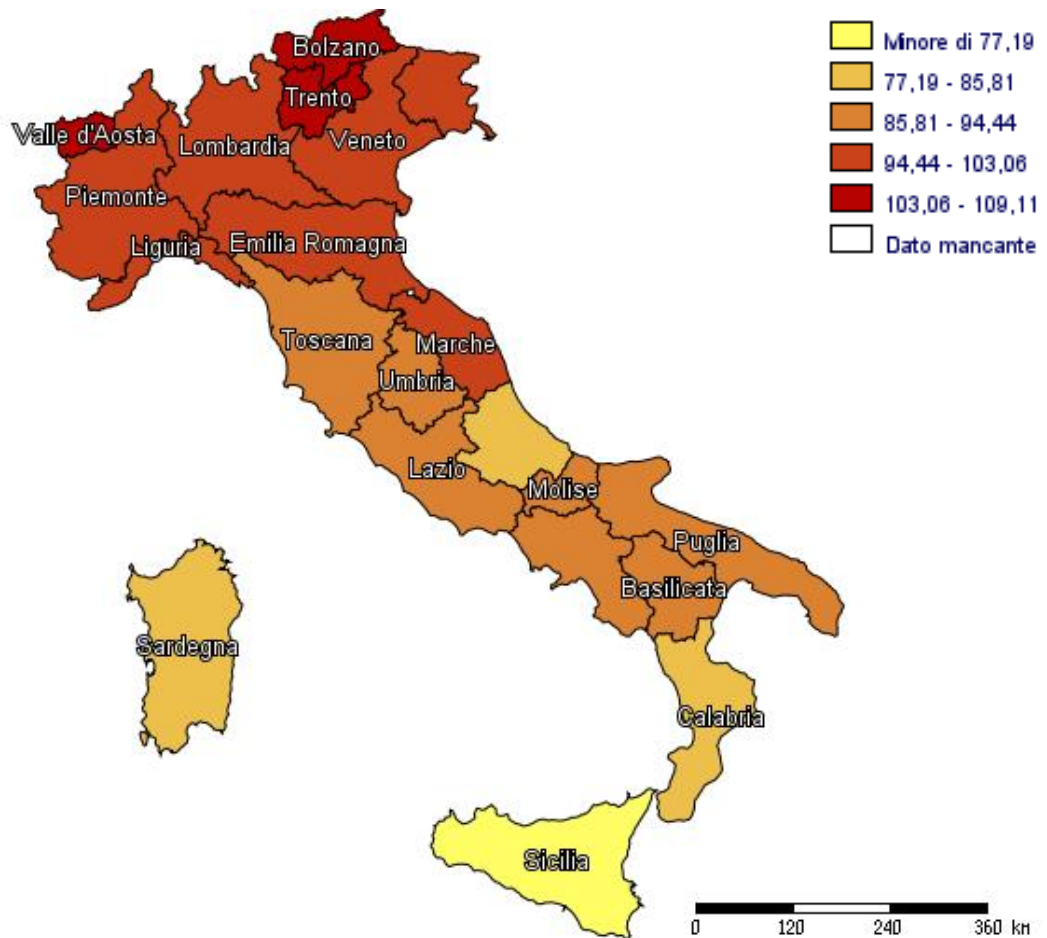 Bolzano
Trento
Valle d'Aosta
Lombardia
Veneto
Piemonte
Liguria
Emilia Romagna
Toscana
Marche
Umbria
Lazio
Molise
Puglia
Basilicata
Sardegna
Calabria
Sicilia
Minore di 77,19
77,19 - 85,81
85,81 - 94,44
94,44 - 103,06
103,06 - 109,11
Dato mancante
0 120 240 360 км